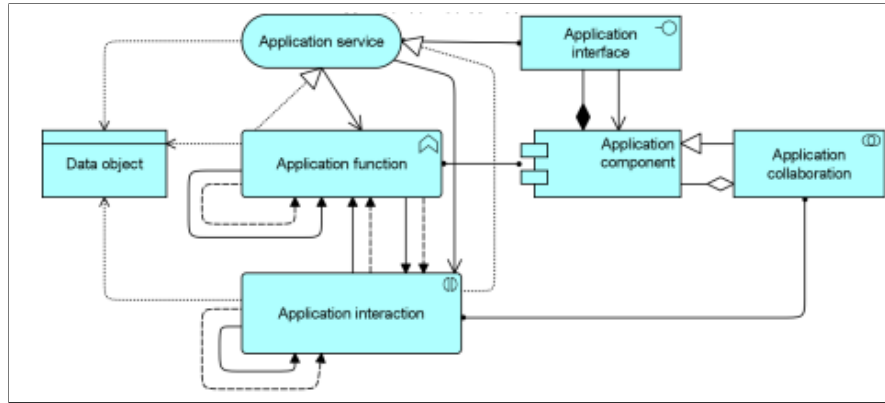 Application service
Application
interface
Data object
Application function
Application
component
Application
collaboration
Application interaction